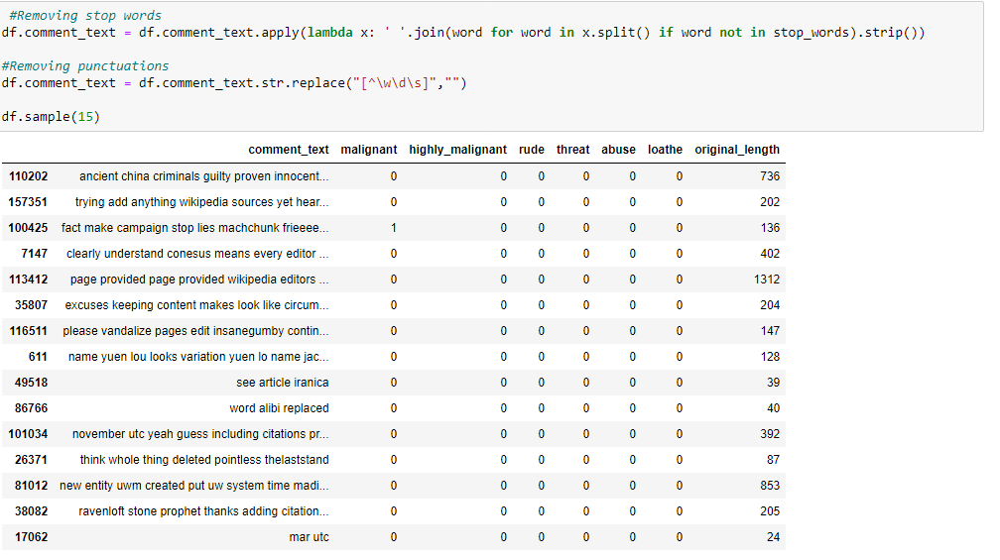 #Removing stop words
df.comment_text = df.comment_text.apply(lambda x: ' '.join(word for word in x.split() if word not in stop_words).strip())
#Removing punctuations
df.comment_text = df.comment_text.str.replace("[^\w\d\s]","")
df.sample(15)
comment_text malignant highly_malignant rude threat abuse loathe original_length
110202 ancient china criminals guilty proven innocent... 0 0 0 0 0 0 736
157351 trying add anything wikipedia sources yet hear... 0 0 0 0 0 0 202
100425 fact make campaign stop lies machchunk frieeee... 1 0 0 0 0 0 136
7147 clearly understand conesus means every editor ... 0 0 0 0 0 0 402
113412 page provided page provided wikipedia editors ... 0 0 0 0 0 0 1312
35807 excuses keeping content makes look like circum... 0 0 0 0 0 0 204
116511 please vandalize pages edit insanegumby contin... 0 0 0 0 0 0 147
611 name yuen lou looks variation yuen lo name jac... 0 0 0 0 0 0 128
49518 see article iranica 0 0 0 0 0 0 39
86766 word alibi replaced 0 0 0 0 0 0 40
101034 november utc yeah guess including citations pr... 0 0 0 0 0 0 392
26371 think whole thing deleted pointless thelaststand 0 0 0 0 0 0 87
81012 new entity uwm created put uw system time madi... 0 0 0 0 0 0 853
38082 ravenloft stone prophet thanks adding citation... 0 0 0 0 0 0 205
17062 mar utc 0 0 0 0 0 0 24